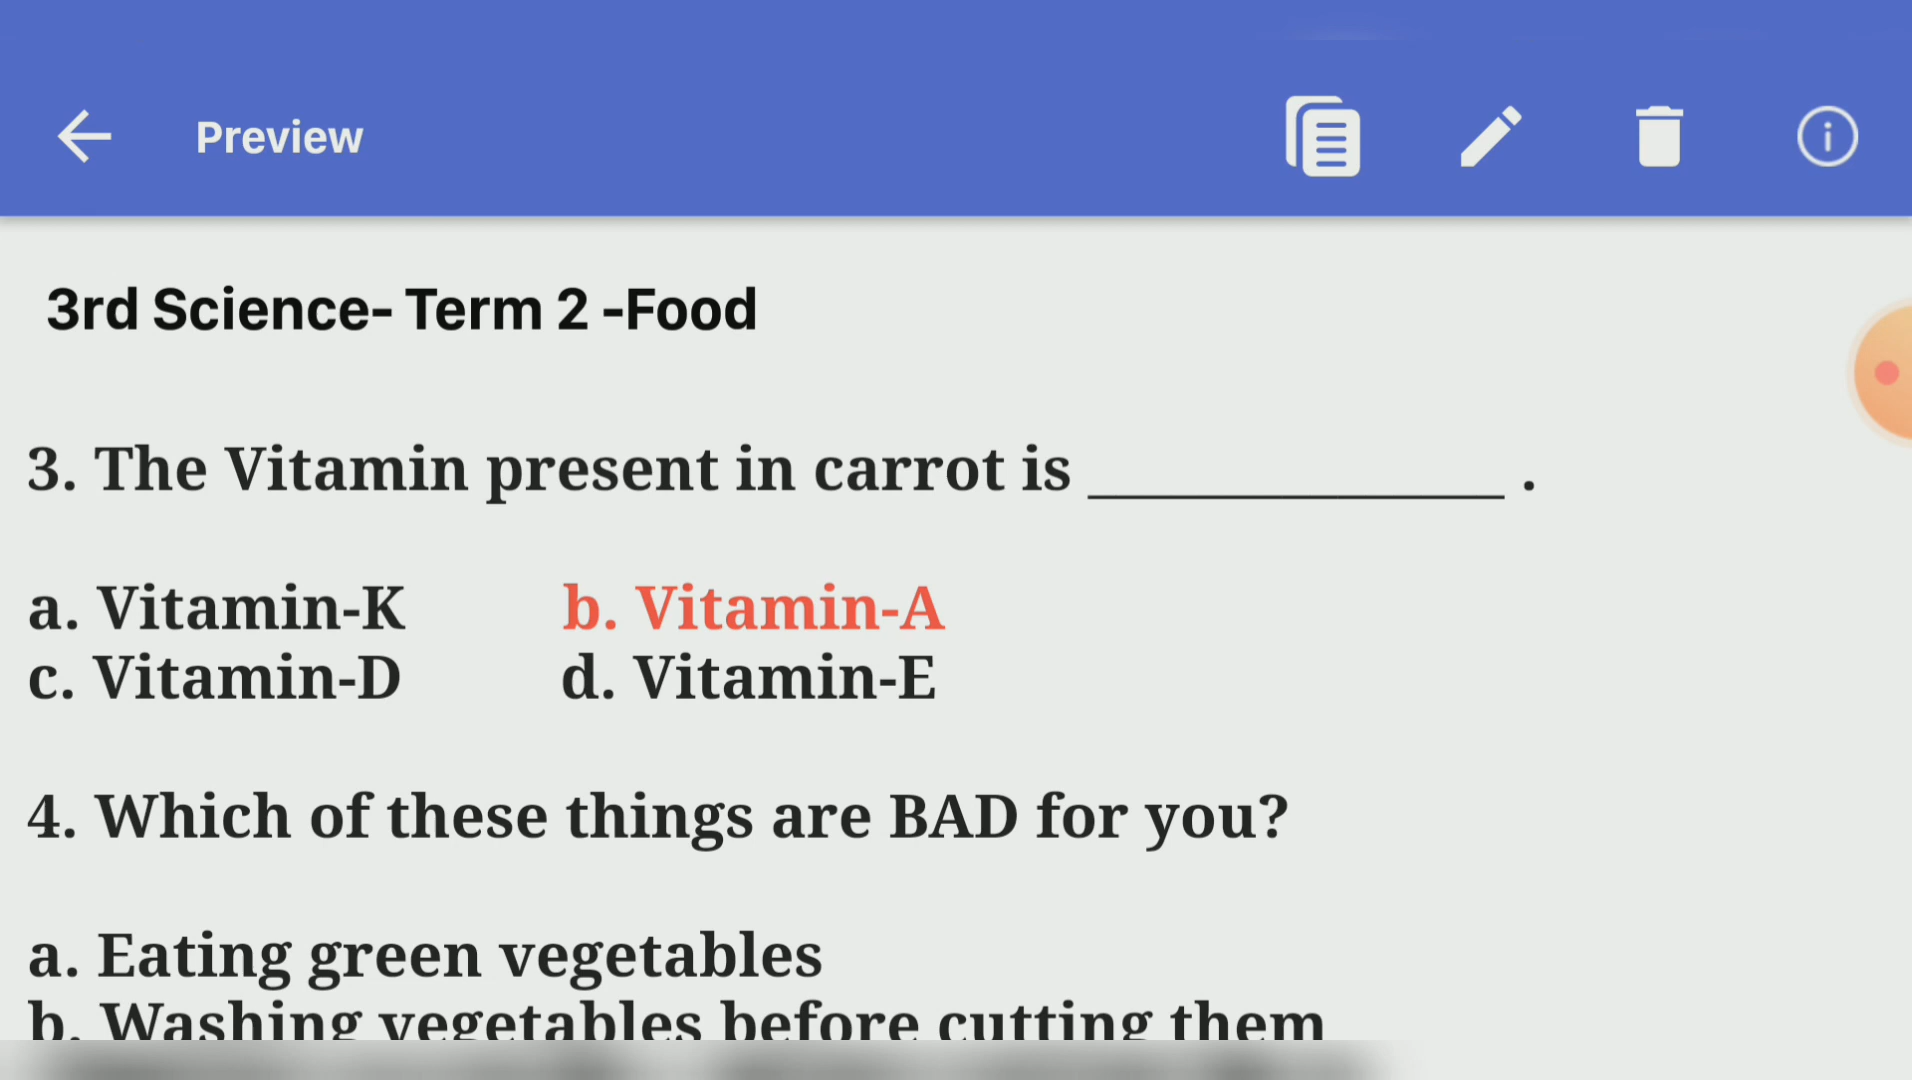 Preview
3rd Science- Term 2 -Food
3. The Vitamin present in carrot is ______________ .
a. Vitamin-K b. Vitamin-A
c. Vitamin-D d. Vitamin-E
4. Which of these things are BAD for you?
a. Eating green vegetables
b. Washing vegetables before cutting them